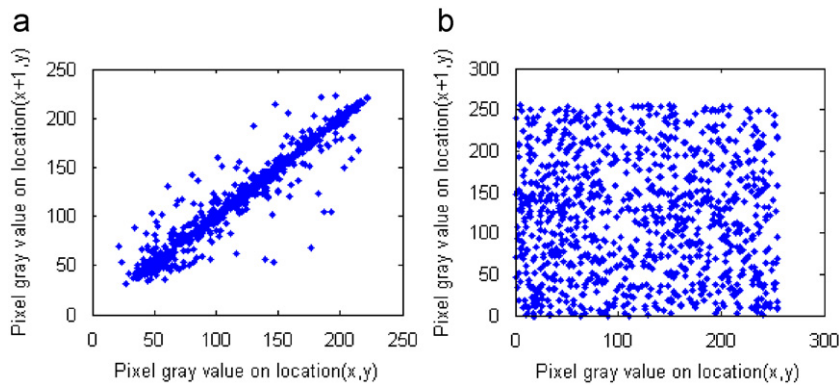 a
Pixel gray value on location(x+1,y)
250
200
150
100
50
0
0 50 100 150 200 250
Pixel gray value on location(x,y)
b
Pixel gray value on location(x+1,y)
300
250
200
150
100
50
0
0 100 200 300
Pixel gray value on location(x,y)